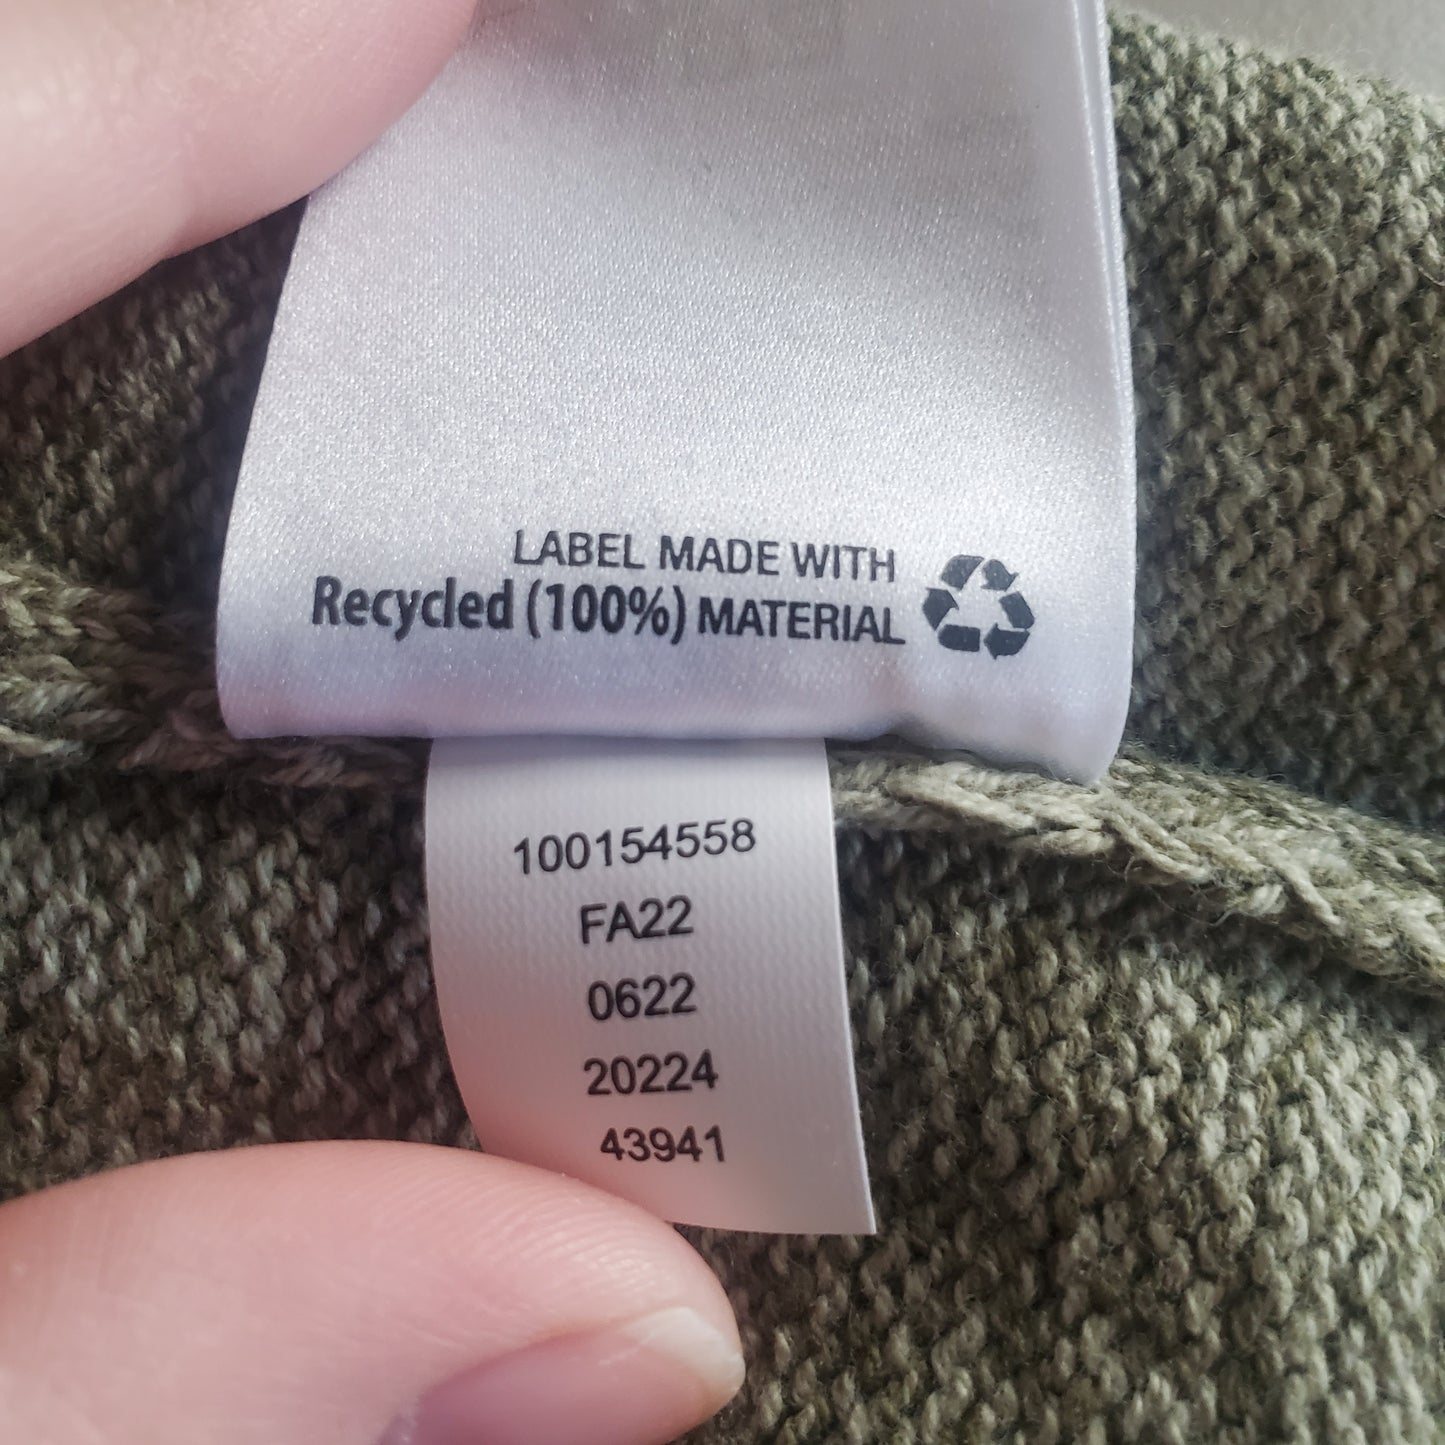 LABEL MADE WITH
Recycled (100%) MATERIAL
100154558
FA22
0622
20224
43941